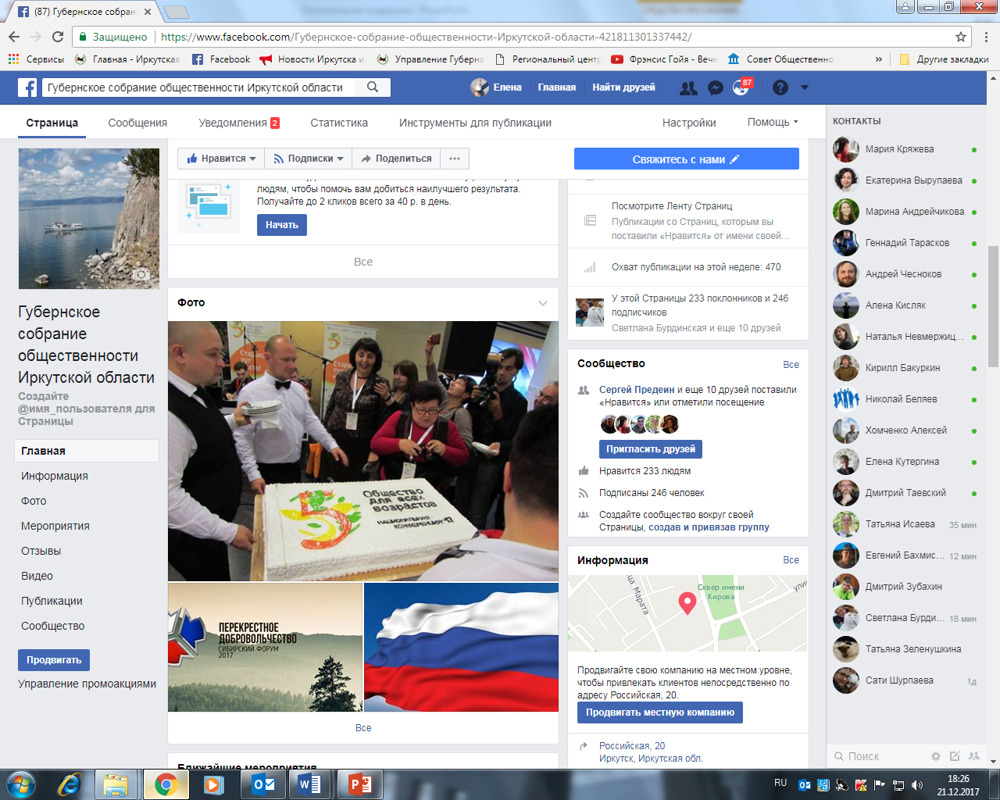 (87) Губернское собран
Защищено
https://www.facebook.com/Губернское-собрание-общественности-Иркутской-области-421811301337442/
Сервисы
Главная - Иркутская
Facebook
Новости Иркутска и
Управление Губерна
Региональный цент
Фрэнсис Гойя - Вечн
Совет Общественно
»
Другие закладки
Губернское собрание общественности Иркутской области
Елена
Главная
Найти друзей
87
Страница
Сообщения
Уведомления 2
Статистика
Инструменты для публикации
Настройки
Помощь
Губернское
собрание
общественности
Иркутской области
Создайте
@имя_пользователя для
Страницы
Главная
Информация
Фото
Мероприятия
Отзывы
Видео
Публикации
Сообщество
Продвигать
Управление промоакциями
Нравится
Подписки
Поделиться
людям, чтобы помочь вам добиться наилучшего результата.
Получайте до 2 кликов всего за 40 р. в день.
Начать
Все
Фото
5
Общество
для всех
возрастов
национальная
конференция'17
ПЕРЕКРЕСТНОЕ
ДОБРОВОЛЬЧЕСТВО
СИБИРСКИЙ ФОРУМ
2017
Все
Ближайшие мероприятия
Свяжитесь с нами
Посмотрите Ленту Страниц
Публикации со Страниц, которым вы
поставили «Нравится» от имени своей...
Охват публикации на этой неделе: 470
У этой Страницы 233 поклонников и 246
подписчиков
Светлана Бурдинская и еще 10 друзей
Сообщество
Все
Сергей Предеин и еще 10 друзей поставили
«Нравится» или отметили посещение
Пригласить друзей
Нравится 233 людям
Подписаны 246 человек
Создайте сообщество вокруг своей
Страницы, создав и привязав группу
Информация
Все
ца Марата
Сквер имени
Кирова
улиц
Продвигайте свою компанию на местном уровне,
чтобы привлекать клиентов непосредственно по
адресу Российская, 20.
Продвигать местную компанию
Российская, 20
Иркутск, Иркутская обл.
КОНТАКТЫ
Мария Кряжева
Екатерина Вырупаева
Марина Андрейчикова
Геннадий Тарасков
Андрей Чесноков
Алена Кисляк
Наталья Невмержиц...
Кирилл Бакуркин
Николай Беляев
Хомченко Алексей
Елена Кутергина
Дмитрий Таевский
Татьяна Исаева 35 мин
Евгений Бахмис... 12 мин
Дмитрий Зубахин
Светлана Бурди... 18 мин
Татьяна Зеленушкина
Сати Шурпаева 1д
Поиск
RU
18:26
21.12.2017